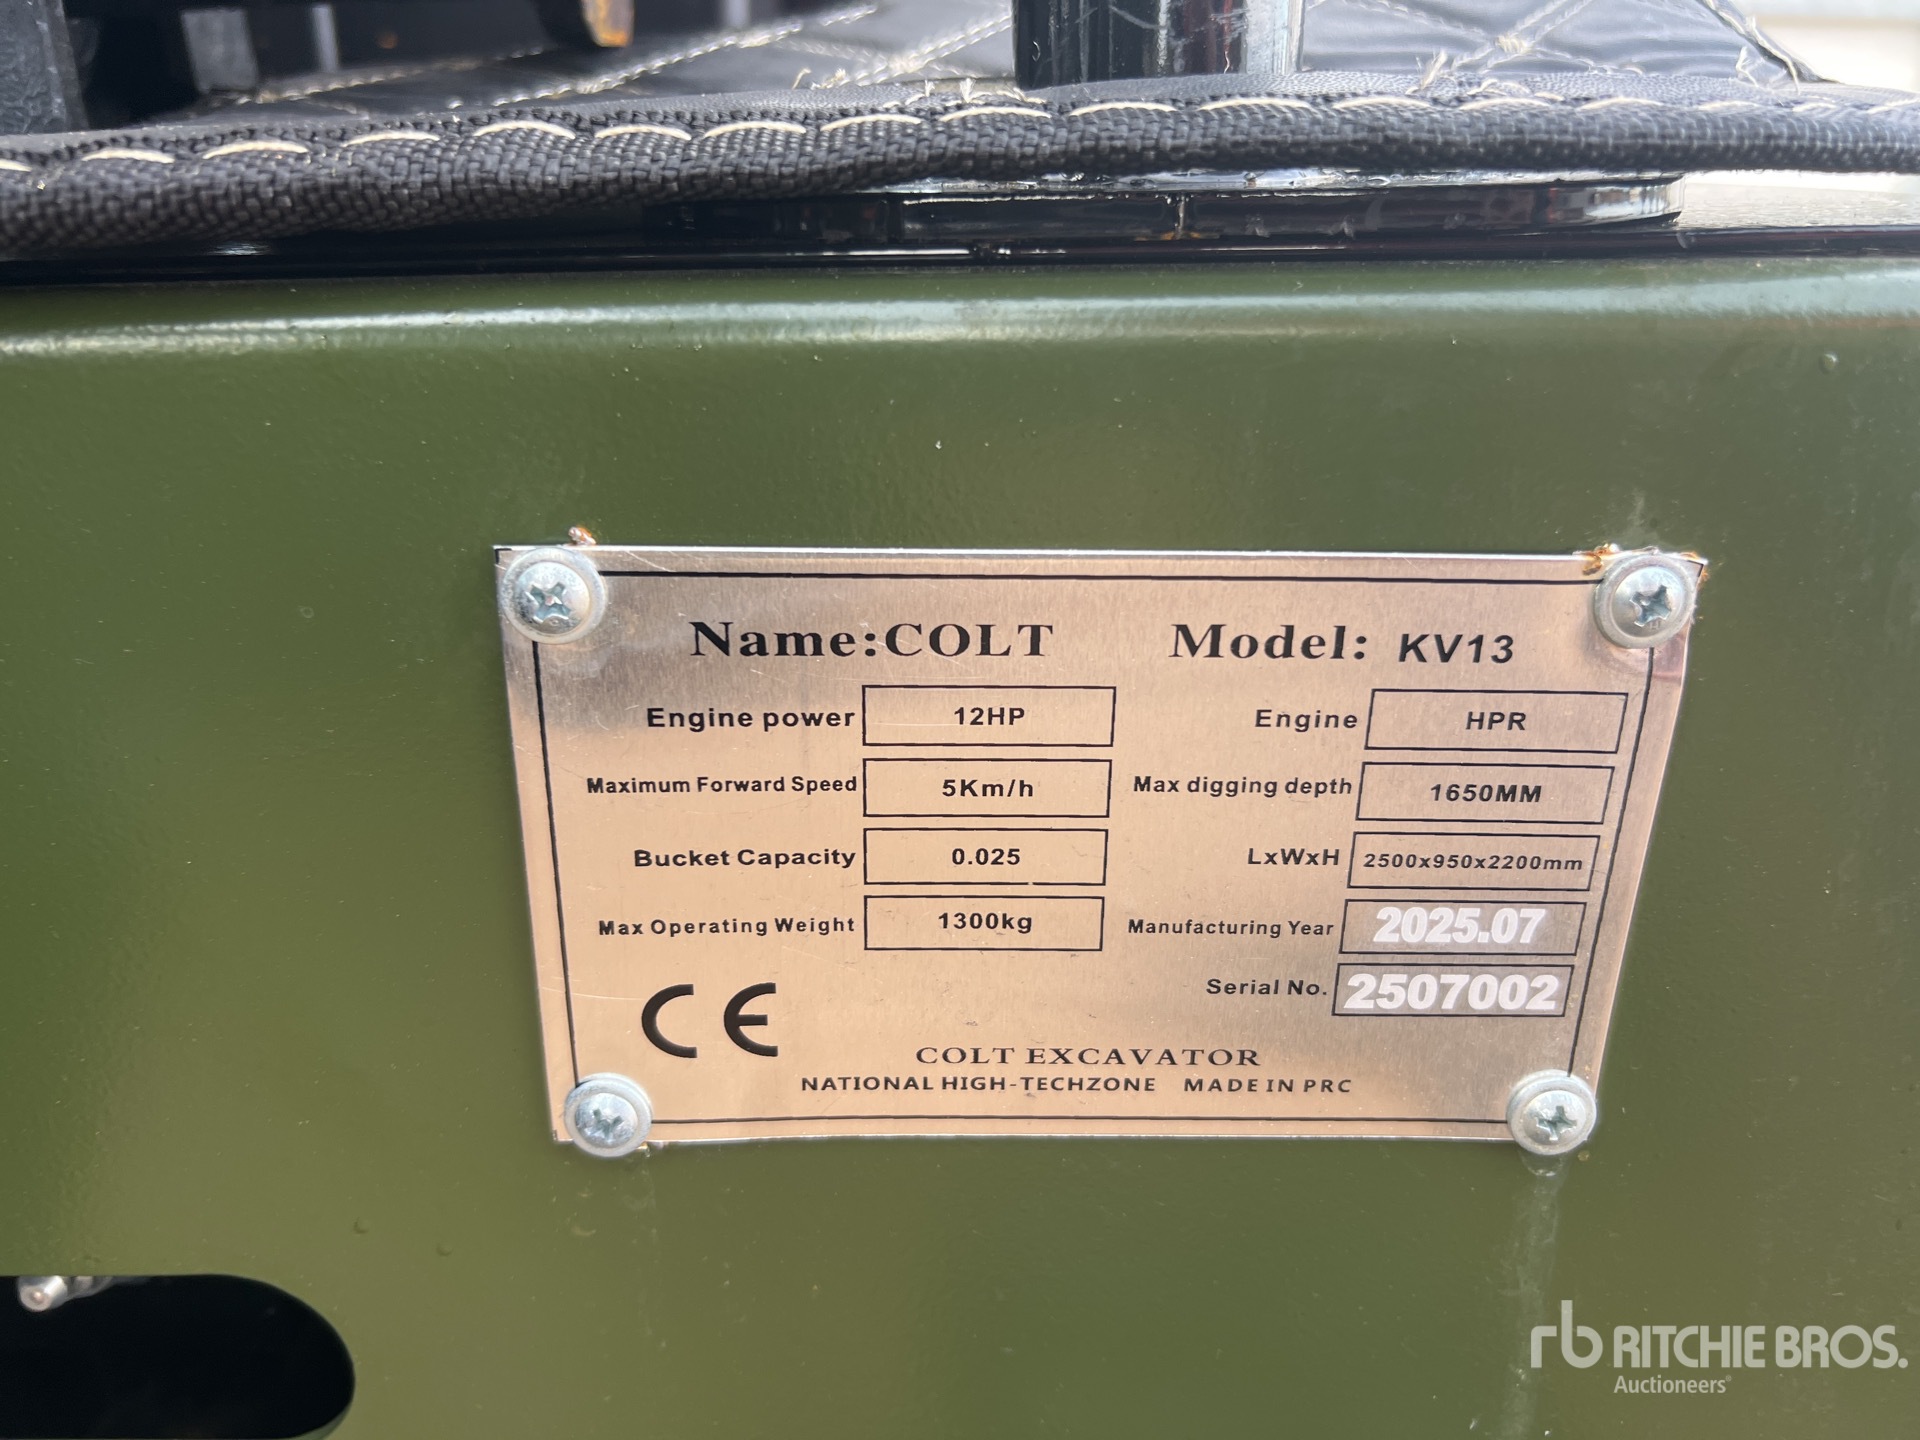 Name:COLT Model: KV13
Engine power 12HP Engine HPR
Maximum Forward Speed 5Km/h Max digging depth 1650MM
Bucket Capacity 0.025 LxWxH 2500x950x2200mm
Max Operating Weight 1300kg Manufacturing Year 2025.07
Serial No. 2507002
CE
COLT EXCAVATOR
NATIONAL HIGH-TECHZONE MADE IN PRC
rb RITCHIE BROS.
Auctioneers